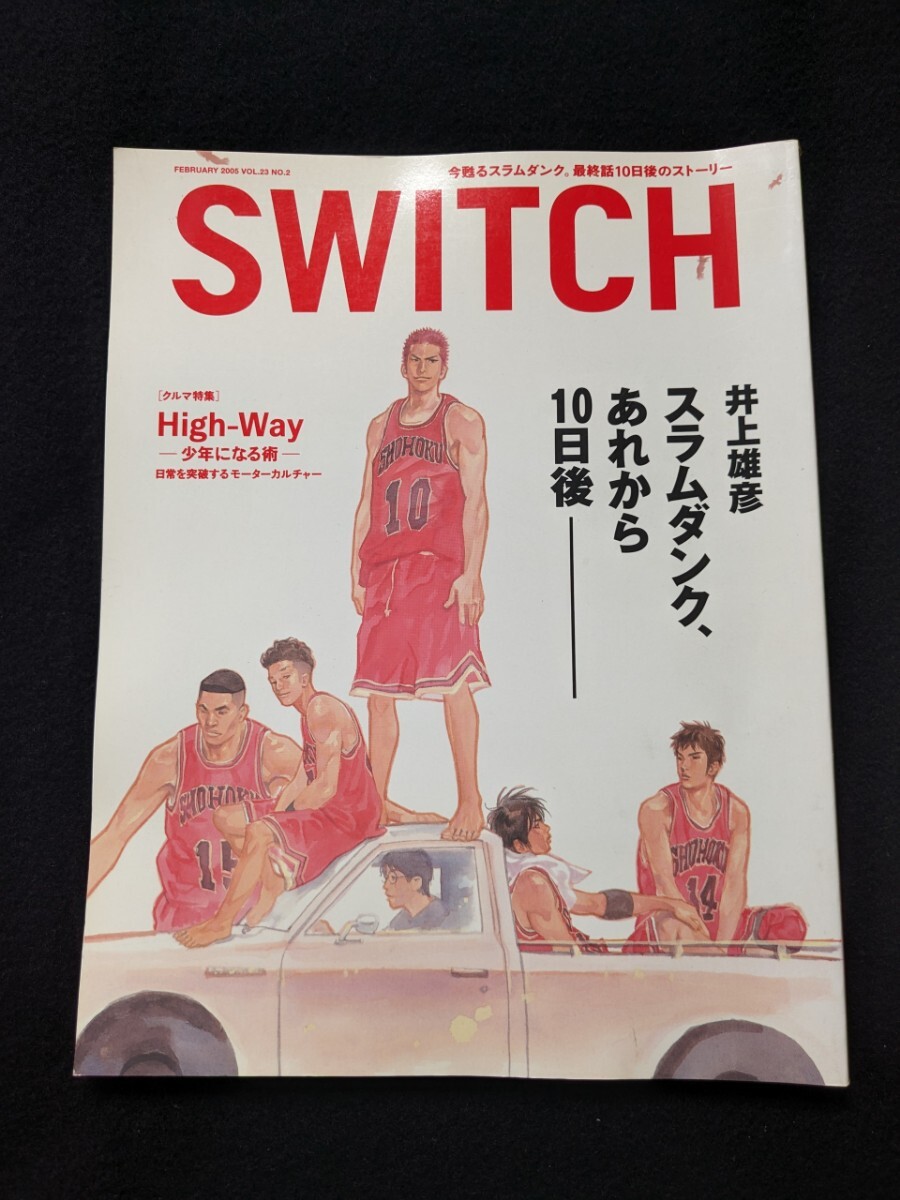 FEBRUARY 2005 VOL.23 NO.2
今甦るスラムダンク。最終話10日後のストーリー
SWITCH
井上雄彦
スラムダンク、
あれから
10日後
[クルマ特集]
High-Way
―少年になる術―
日常を突破するモーターカルチャー
SHOHOKU
10
SHOHOKU
15
SHOHOKU
14